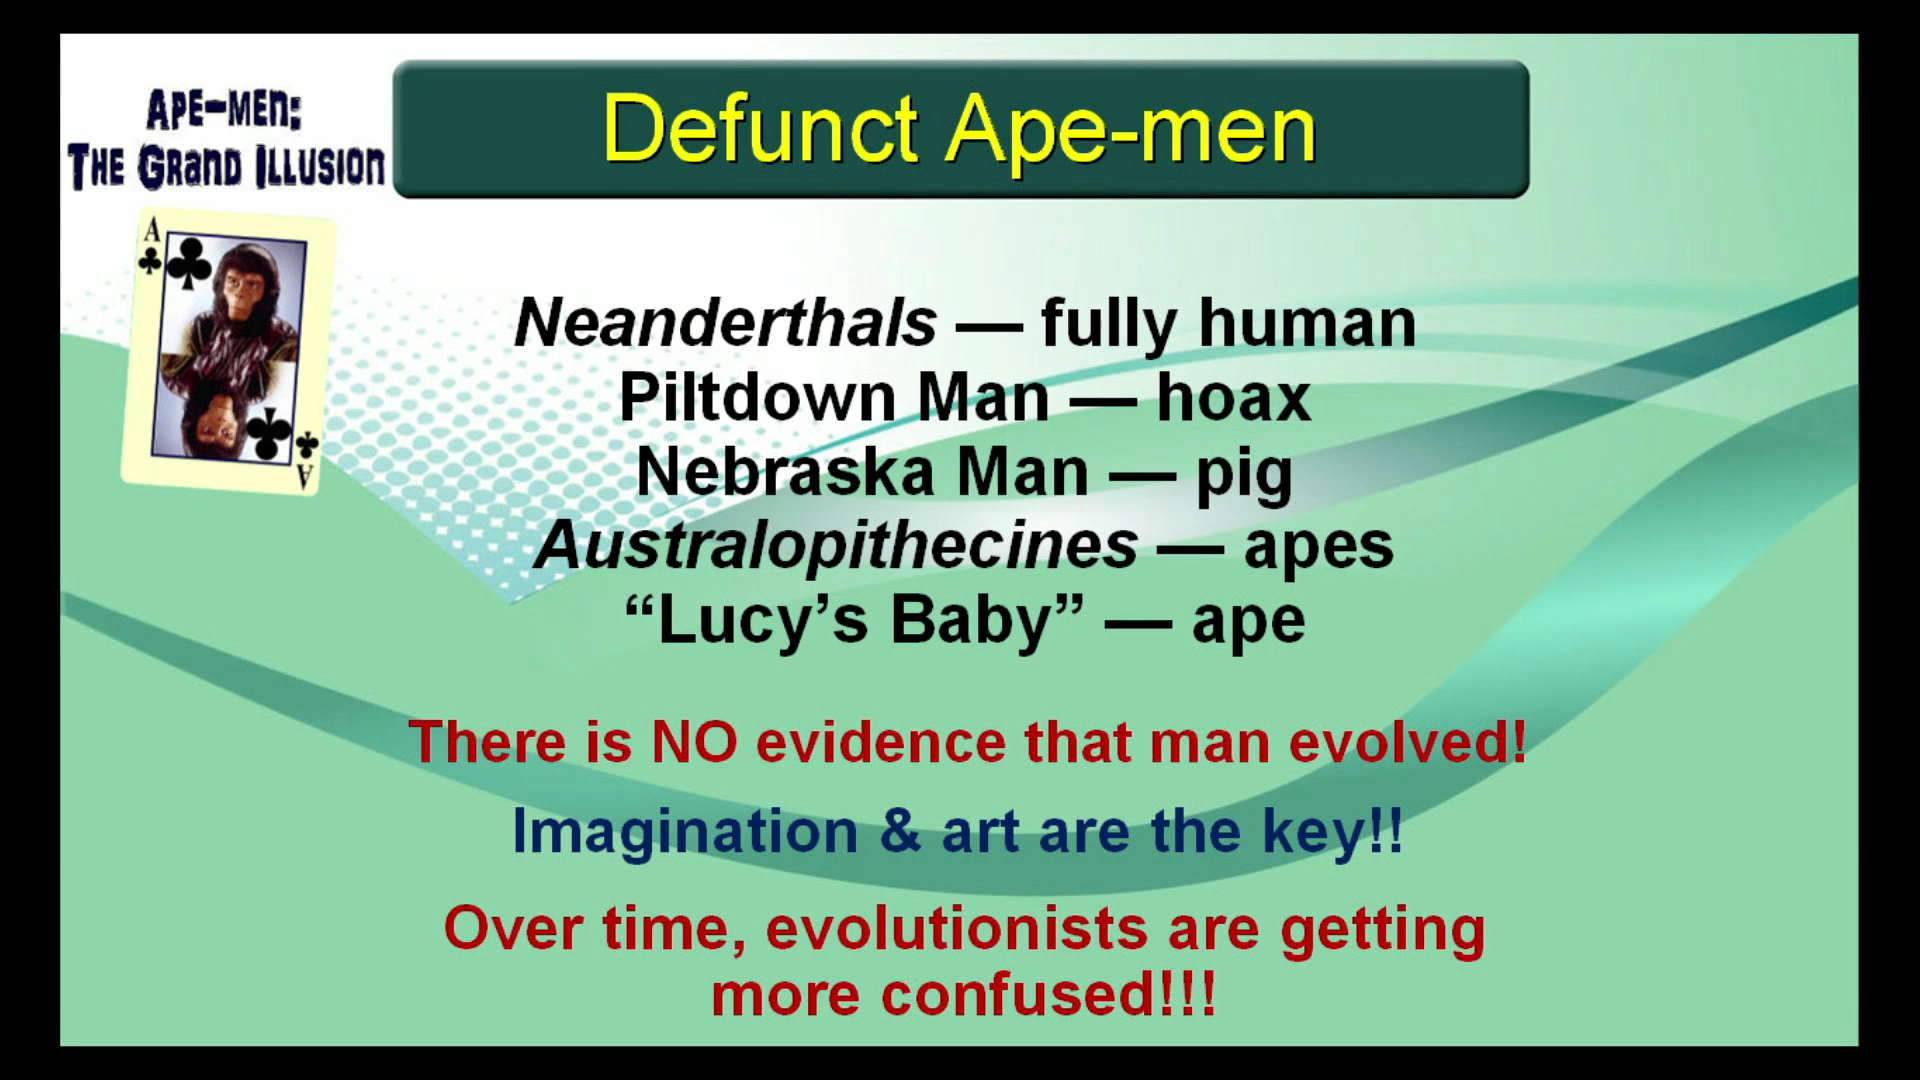 APE-MEN:
THE GRAND ILLUSION
Defunct Ape-men
A
A
Neanderthals — fully human
Piltdown Man — hoax
Nebraska Man — pig
Australopithecines — apes
“Lucy’s Baby” — ape
There is NO evidence that man evolved!
Imagination & art are the key!!
Over time, evolutionists are getting
more confused!!!